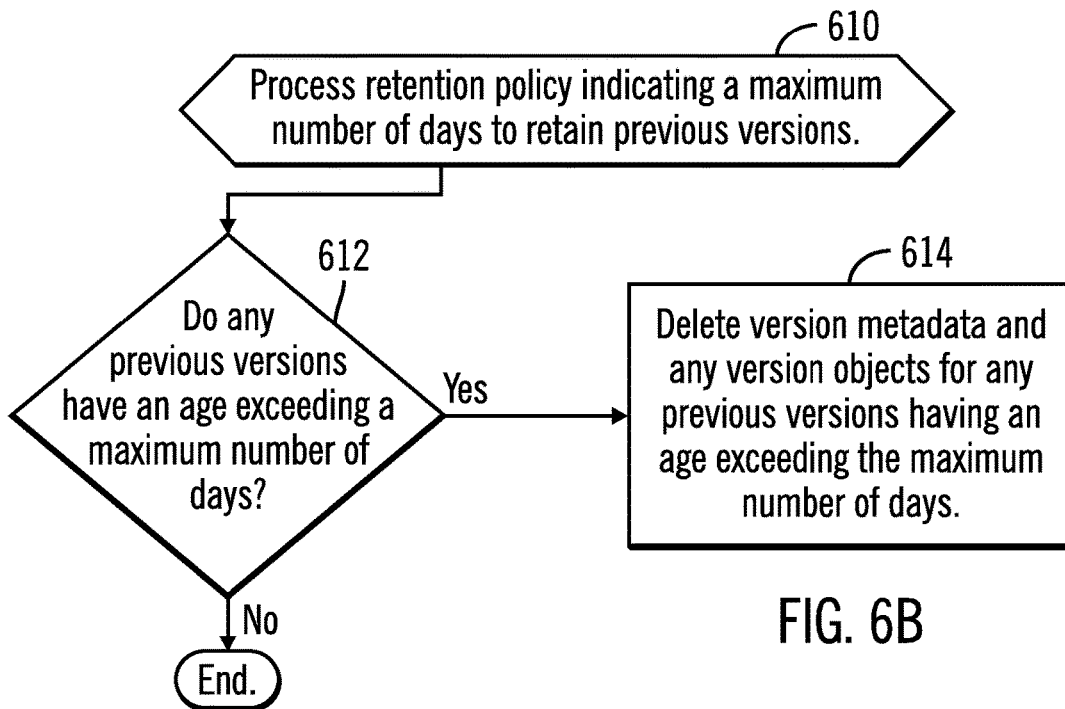 610
Process retention policy indicating a maximum
number of days to retain previous versions.
612
Do any
previous versions
have an age exceeding a
maximum number of
days?
Yes
614
Delete version metadata and
any version objects for any
previous versions having an
age exceeding the maximum
number of days.
No
End.
FIG. 6B